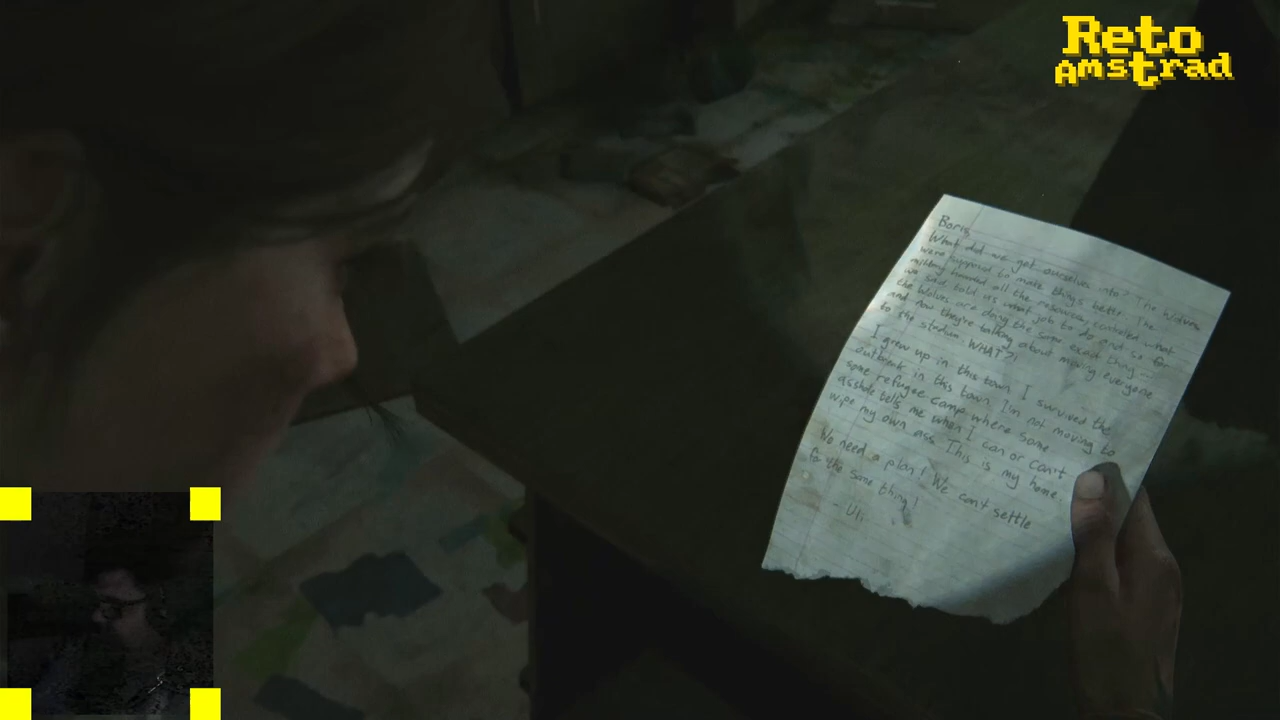 Reto
Amstrad
Boris,
What did we get ourselves into? The Wolves
were supposed to make things better. The
military hoarded all the resources, controlled what
we said, told us what job to do and so far
the Wolves are doing the same exact thing --
and now they're talking about moving everyone
to the stadium. WHAT?!
I grew up in this town. I survived the
outbreak in this town. I'm not moving to
some refugee camp where some
asshole tells me when I can or can't
wipe my own ass. This is my home.
We need a plan! We can't settle
for the same thing!
- Uli